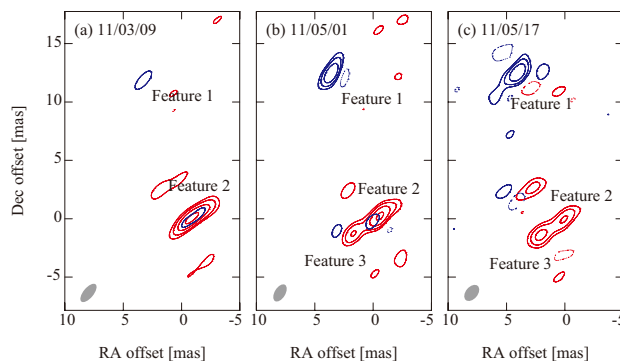 (a) 11/03/09 (b) 11/05/01 (c) 11/05/17
15
10
5
0
-5
Dec offset [mas]
Feature 1 Feature 1 Feature 1
Feature 2 Feature 2 Feature 2
Feature 3 Feature 3
10 5 0 -5 10 5 0 -5 10 5 0 -5
RA offset [mas] RA offset [mas] RA offset [mas]